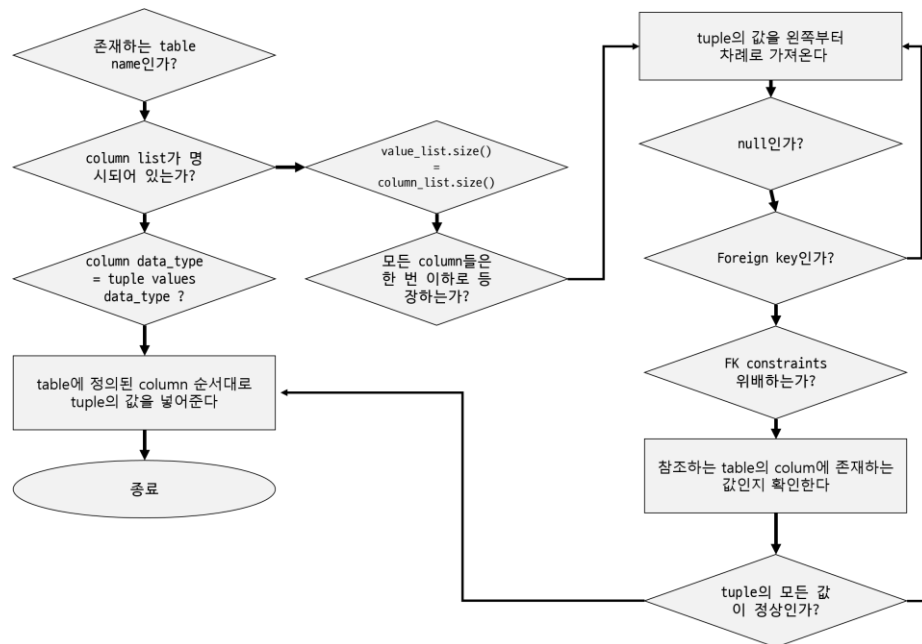 존재하는 table
name인가?
column list가 명
시되어 있는가?
column data_type
= tuple values
data_type ?
table에 정의된 column 순서대로
tuple의 값을 넣어준다
종료
value_list.size()
=
column_list.size()
모든 column들은
한 번 이하로 등
장하는가?
tuple의 값을 왼쪽부터
차례로 가져온다
null인가?
Foreign key인가?
FK constraints
위배하는가?
참조하는 table의 colum에 존재하는
값인지 확인한다
tuple의 모든 값
이 정상인가?